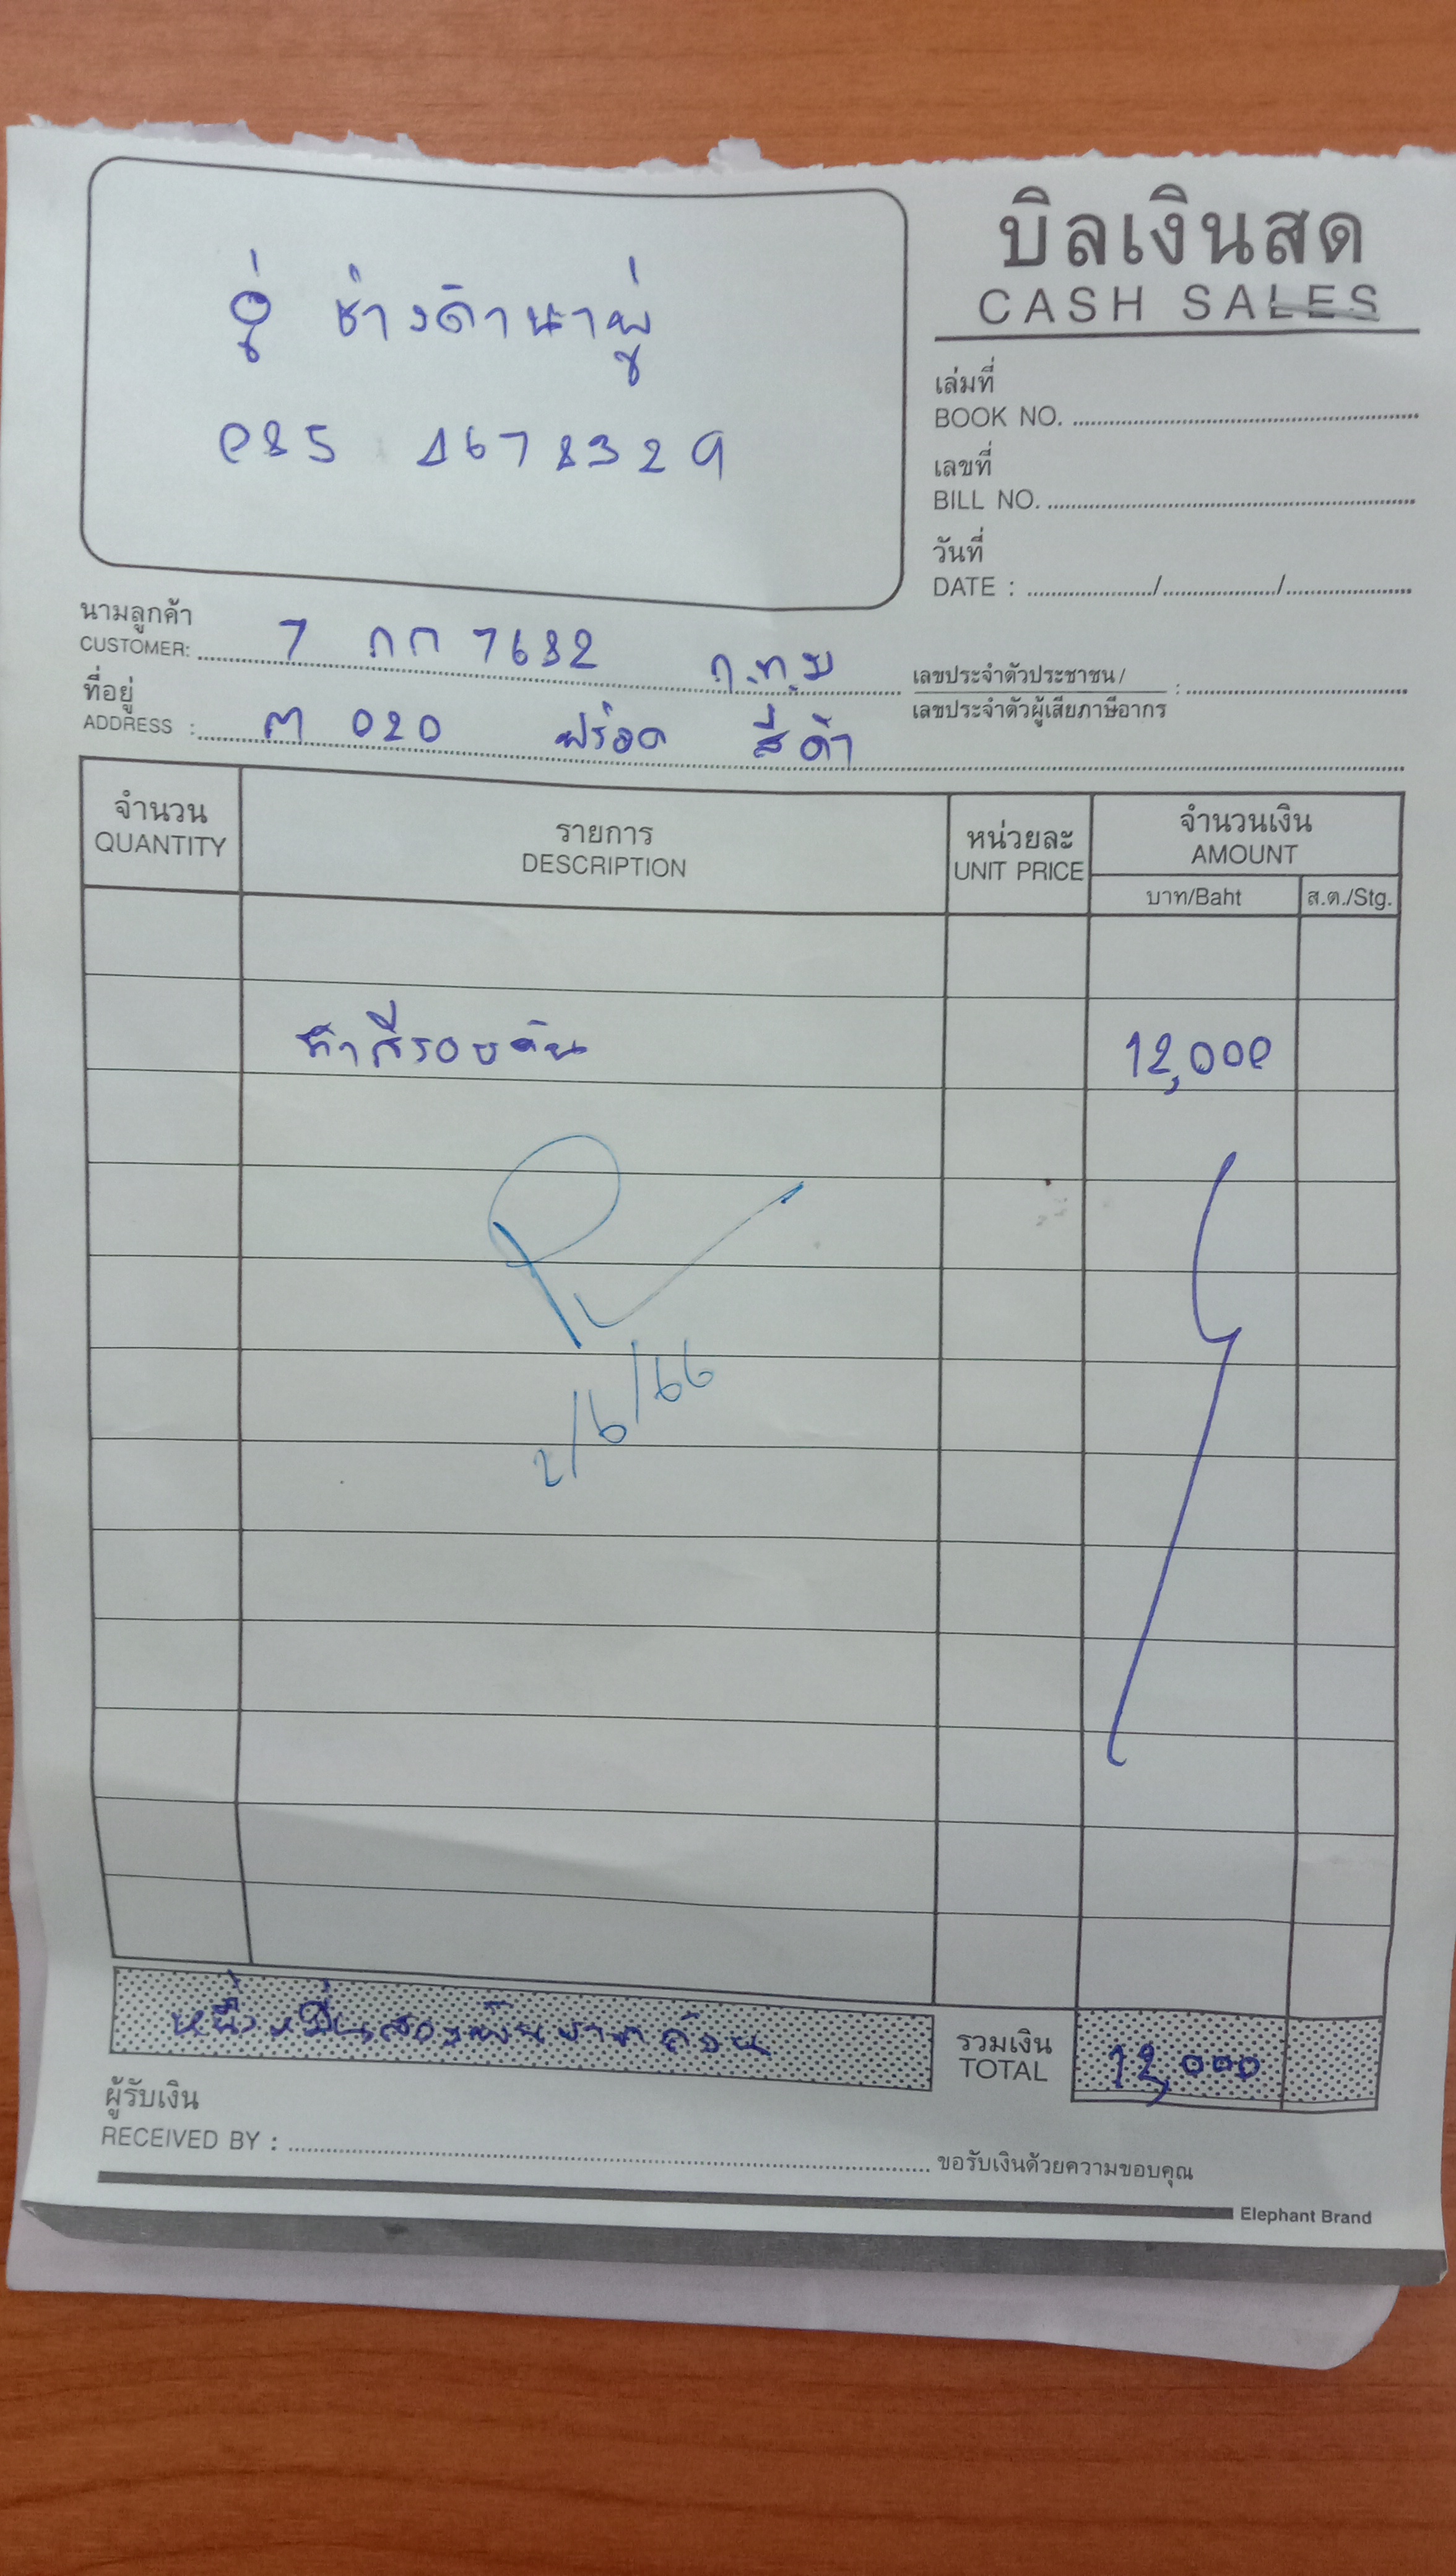 บิลเงินสด
CASH SALES
อู่ ช่างดำนาพู่
085 1678329
เล่มที่
BOOK NO.
เลขที่
BILL NO.
วันที่
DATE : / /
นามลูกค้า
CUSTOMER: 7 กก 7632 ก.ท.ม
เลขประจำตัวประชาชน /
เลขประจำตัวผู้เสียภาษีอากร :
ที่อยู่
ADDRESS : 020 สีดำ
จำนวน รายการ หน่วยละ จำนวนเงิน
QUANTITY DESCRIPTION UNIT PRICE AMOUNT
บาท/Baht ส.ต./Stg.
ทำสีรอบคัน 12,000
2/6/66
หนึ่งหมื่นสองพันบาทถ้วน
รวมเงิน
TOTAL 12,000
ผู้รับเงิน
RECEIVED BY : ขอรับเงินด้วยความขอบคุณ
Elephant Brand